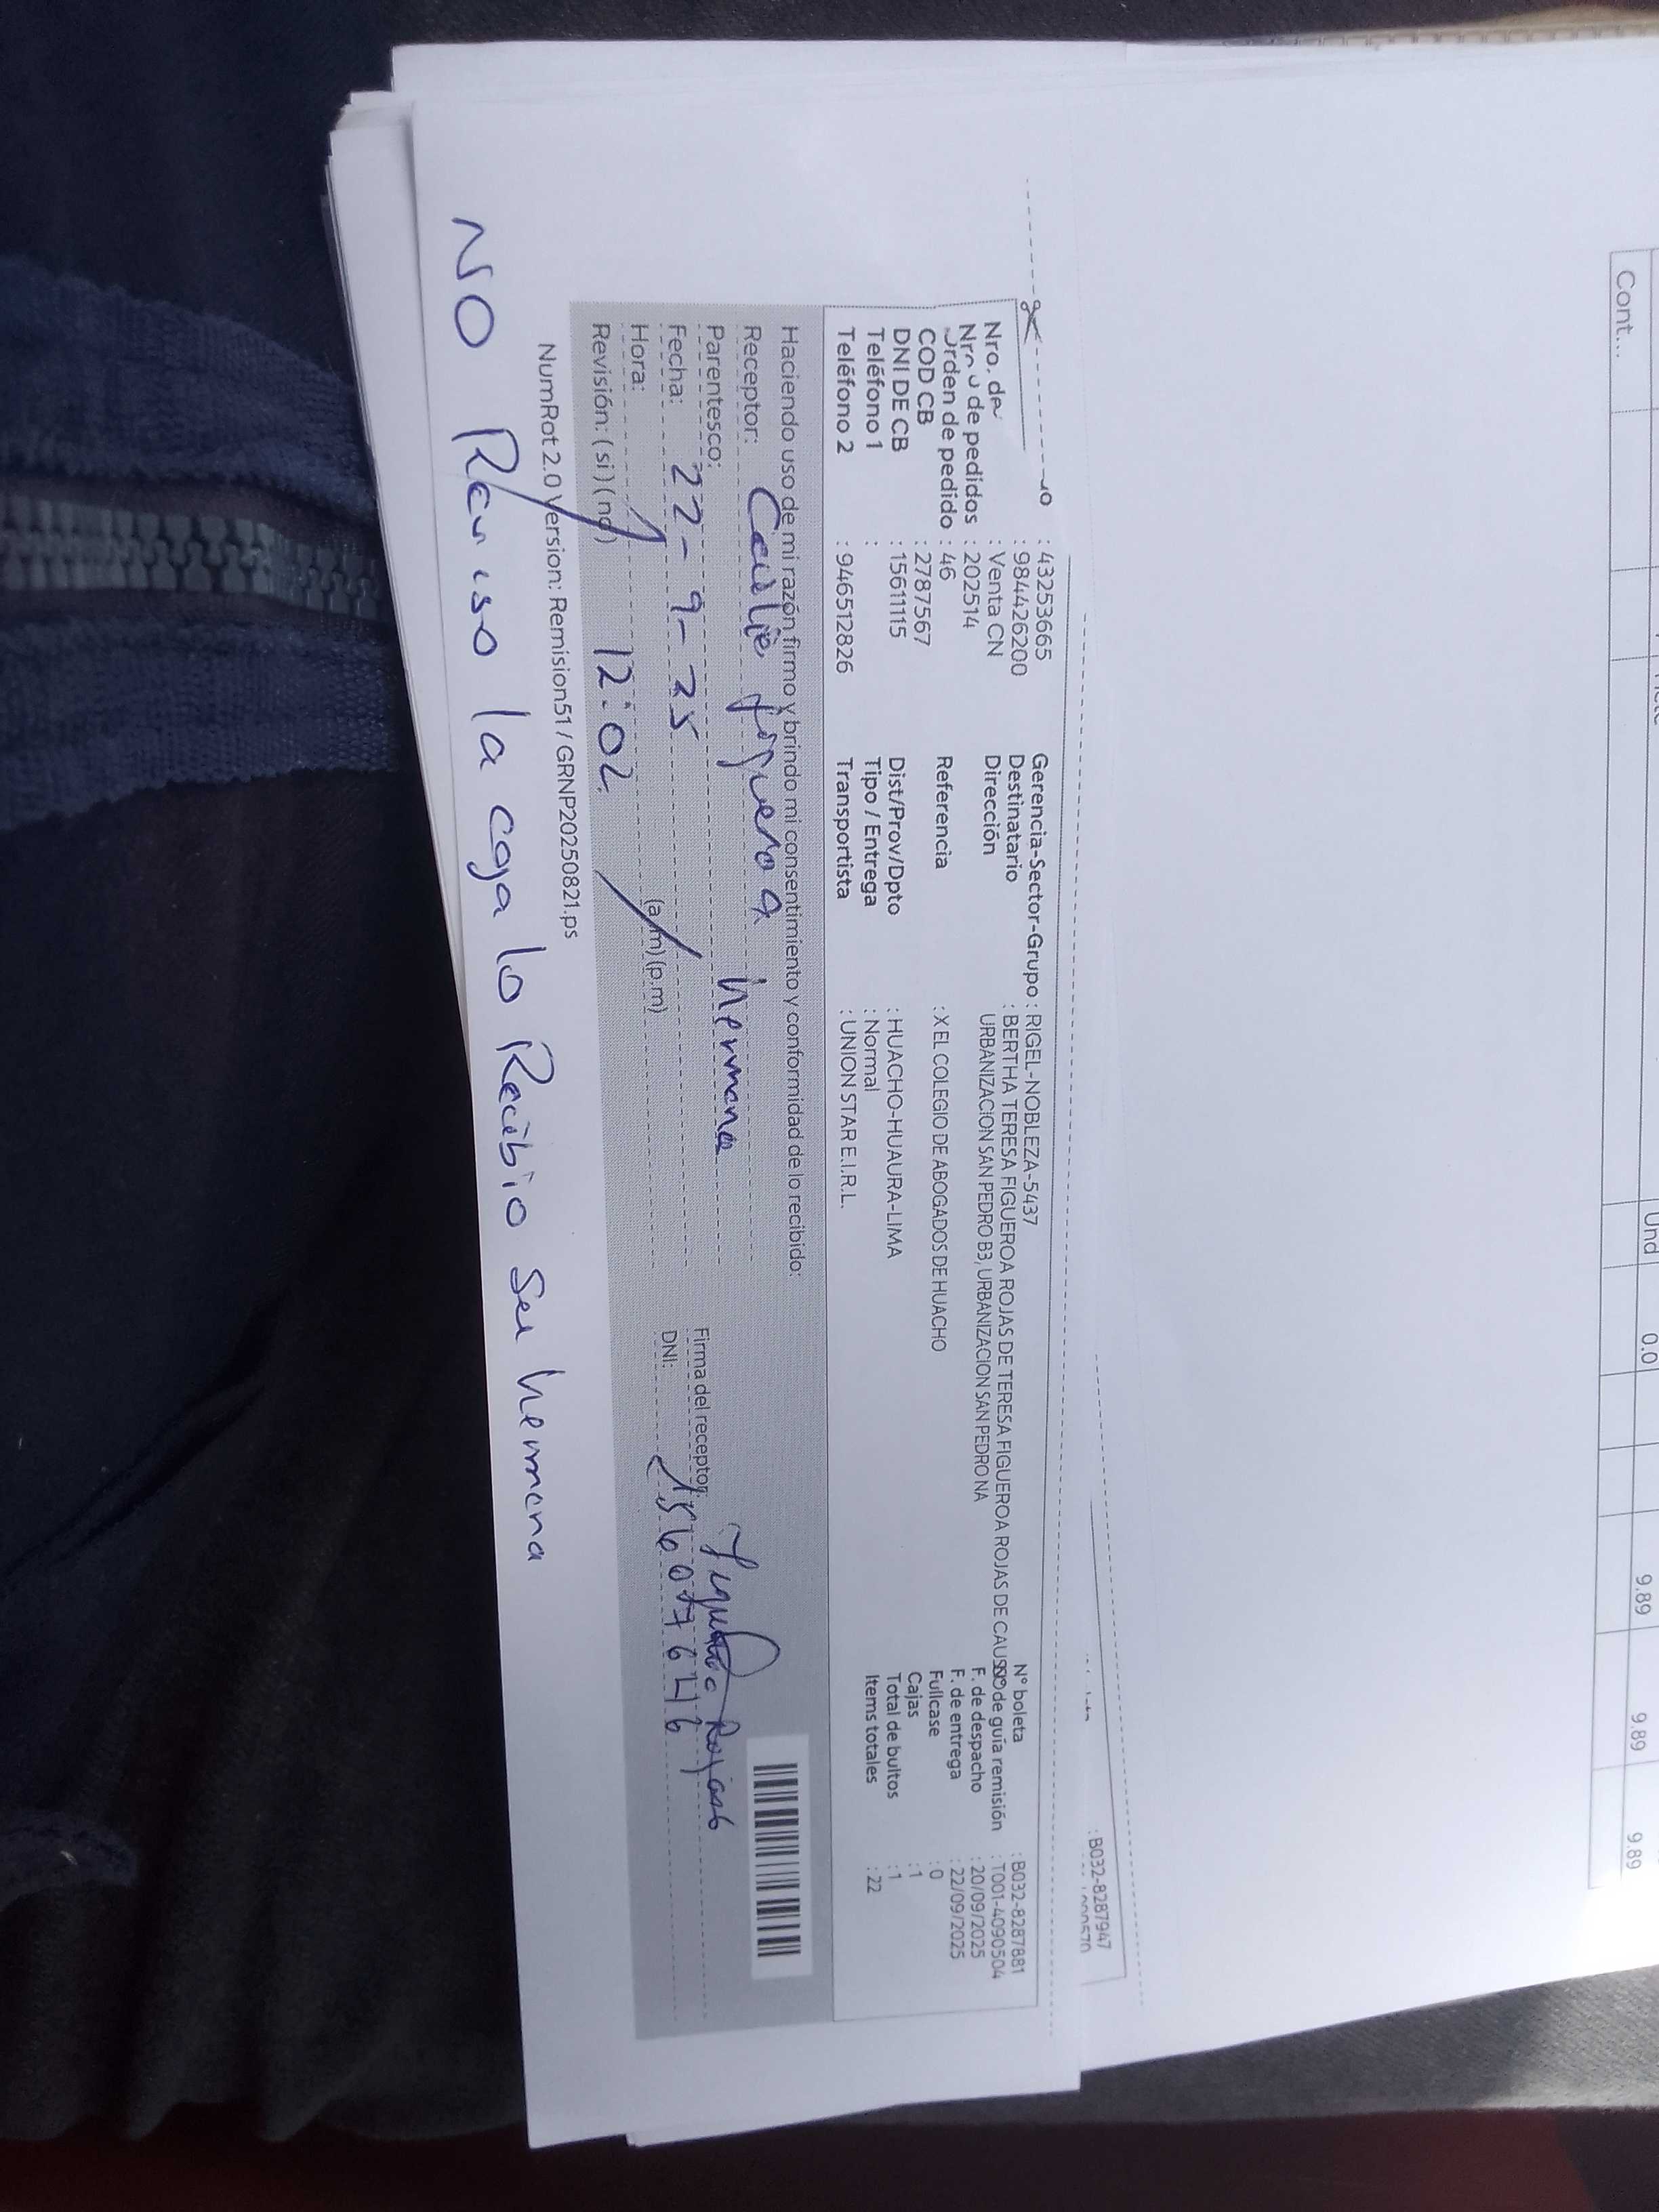 Cont...
Und
0.0
9.89
9.89
9.89
: B032-8287947
: 43253665
: 984426200
Nro. de : Venta CN
Nro de pedidos : 202514
Orden de pedido : 46
COD CB : 2787567
DNI DE CB : 15611115
Teléfono 1 :
Teléfono 2 : 946512826
Gerencia-Sector-Grupo : RIGEL-NOBLEZA-5437
Destinatario : BERTHA TERESA FIGUEROA ROJAS DE TERESA FIGUEROA ROJAS DE CAUSSO
Dirección URBANIZACION SAN PEDRO B3, URBANIZACION SAN PEDRO NA
Referencia : X EL COLEGIO DE ABOGADOS DE HUACHO
Dist/Prov/Dpto : HUACHO-HUAURA-LIMA
Tipo / Entrega : Normal
Transportista : UNION STAR E.I.R.L.
N° boleta : B032-8287881
de guía remisión : T001-4090504
F. de despacho : 20/09/2025
F. de entrega : 22/09/2025
Fullcase : 0
Cajas : 1
Total de bultos : 1
Items totales : 22
Haciendo uso de mi razón firmo y brindo mi consentimiento y conformidad de lo recibido:
Receptor: Figueroa
Parentesco: hermana
Fecha: 22-9-25
Hora: 12:02 (a.m) (p.m)
Revisión: (si) (no)
Firma del receptor: Rojas
DNI: 15607646
NumRot 2.0 Version: Remision51 / GRNP20250821.ps
NO Reviso la caja lo Recibio su hermana